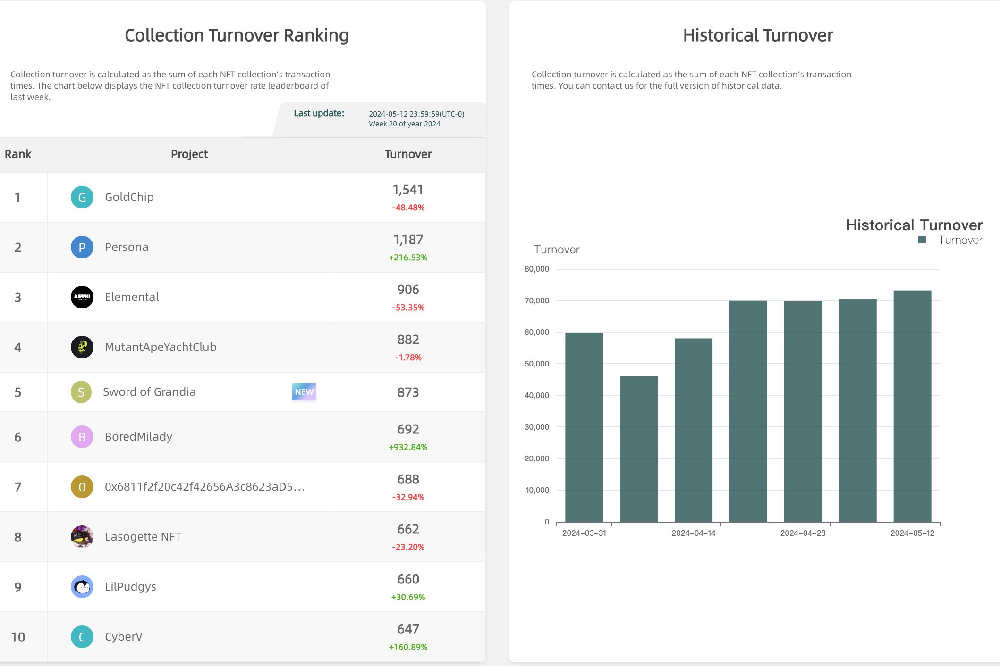 Collection Turnover Ranking
Collection turnover is calculated as the sum of each NFT collection's transaction
times. The chart below displays the NFT collection turnover rate leaderboard of
last week.
Last update:
2024-05-12 23:59:59(UTC-0)
Week 20 of year 2024
Rank Project Turnover
1 G GoldChip 1,541
-48.48%
2 P Persona 1,187
+216.53%
3 AZUKI Elemental 906
ELEMENTALS
-53.35%
4 MutantApeYachtClub 882
-1.78%
5 S Sword of Grandia NEW 873
6 B BoredMilady 692
+932.84%
7 0 0x6811f2f20c42f42656A3c8623aD5... 688
-32.94%
8 NFT Lasogette NFT 662
-23.20%
9 LilPudgys 660
+30.69%
10 C CyberV 647
+160.89%
Historical Turnover
Collection turnover is calculated as the sum of each NFT collection's transaction
times. You can contact us for the full version of historical data.
Historical Turnover
Turnover
Turnover
80,000
70,000
60,000
50,000
40,000
30,000
20,000
10,000
0
2024-03-31 2024-04-14 2024-04-28 2024-05-12